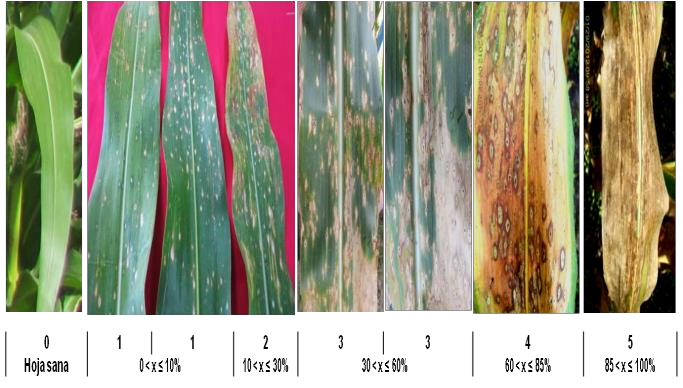 0 1 1 2 3 3 4 5
Hoja sana 0 < x ≤ 10% 10 < x ≤ 30% 30 < x ≤ 60% 60 < x ≤ 85% 85 < x ≤ 100%